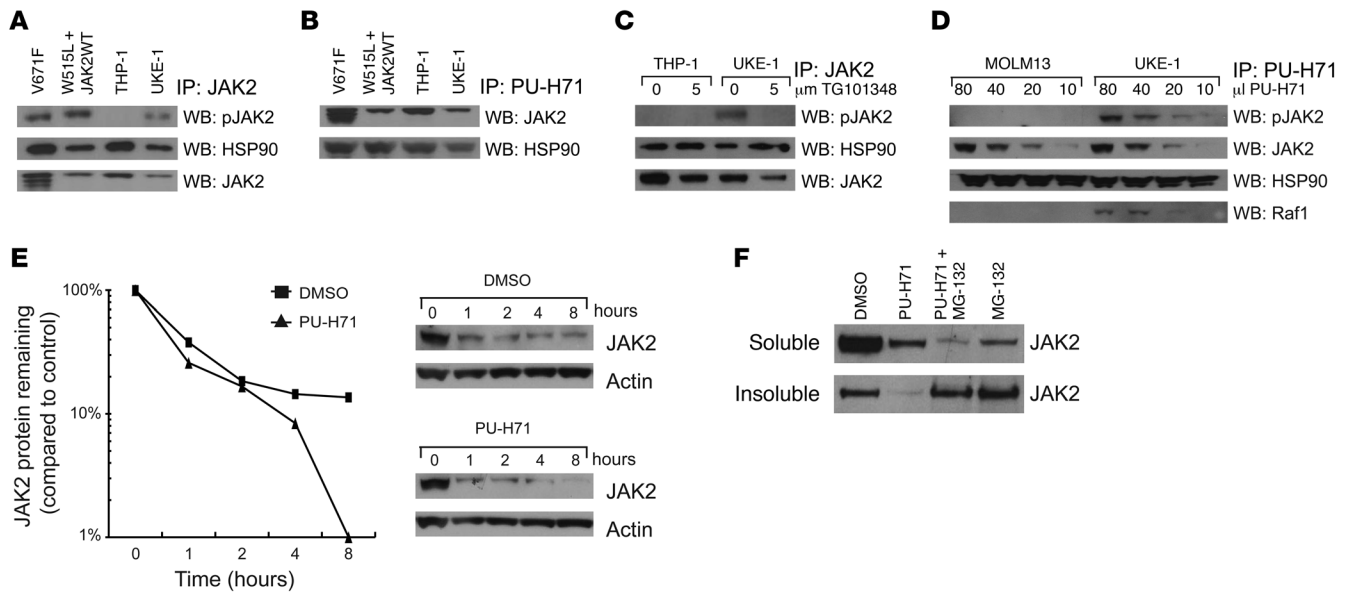 A
V671F
W515L +
JAK2WT
THP-1
UKE-1
IP: JAK2
WB: pJAK2
WB: HSP90
WB: JAK2
B
V671F
W515L +
JAK2WT
THP-1
UKE-1
IP: PU-H71
WB: JAK2
WB: HSP90
C
THP-1 UKE-1
IP: JAK2
0 5 0 5 µm TG101348
WB: pJAK2
WB: HSP90
WB: JAK2
D
MOLM13 UKE-1
IP: PU-H71
80 40 20 10 80 40 20 10 µl PU-H71
WB: pJAK2
WB: JAK2
WB: HSP90
WB: Raf1
E
JAK2 protein remaining
(compared to control)
100%
10%
1%
DMSO
PU-H71
0 1 2 4 8
Time (hours)
DMSO
0 1 2 4 8 hours
JAK2
Actin
PU-H71
0 1 2 4 8 hours
JAK2
Actin
F
DMSO
PU-H71
PU-H71 +
MG-132
MG-132
Soluble JAK2
Insoluble JAK2